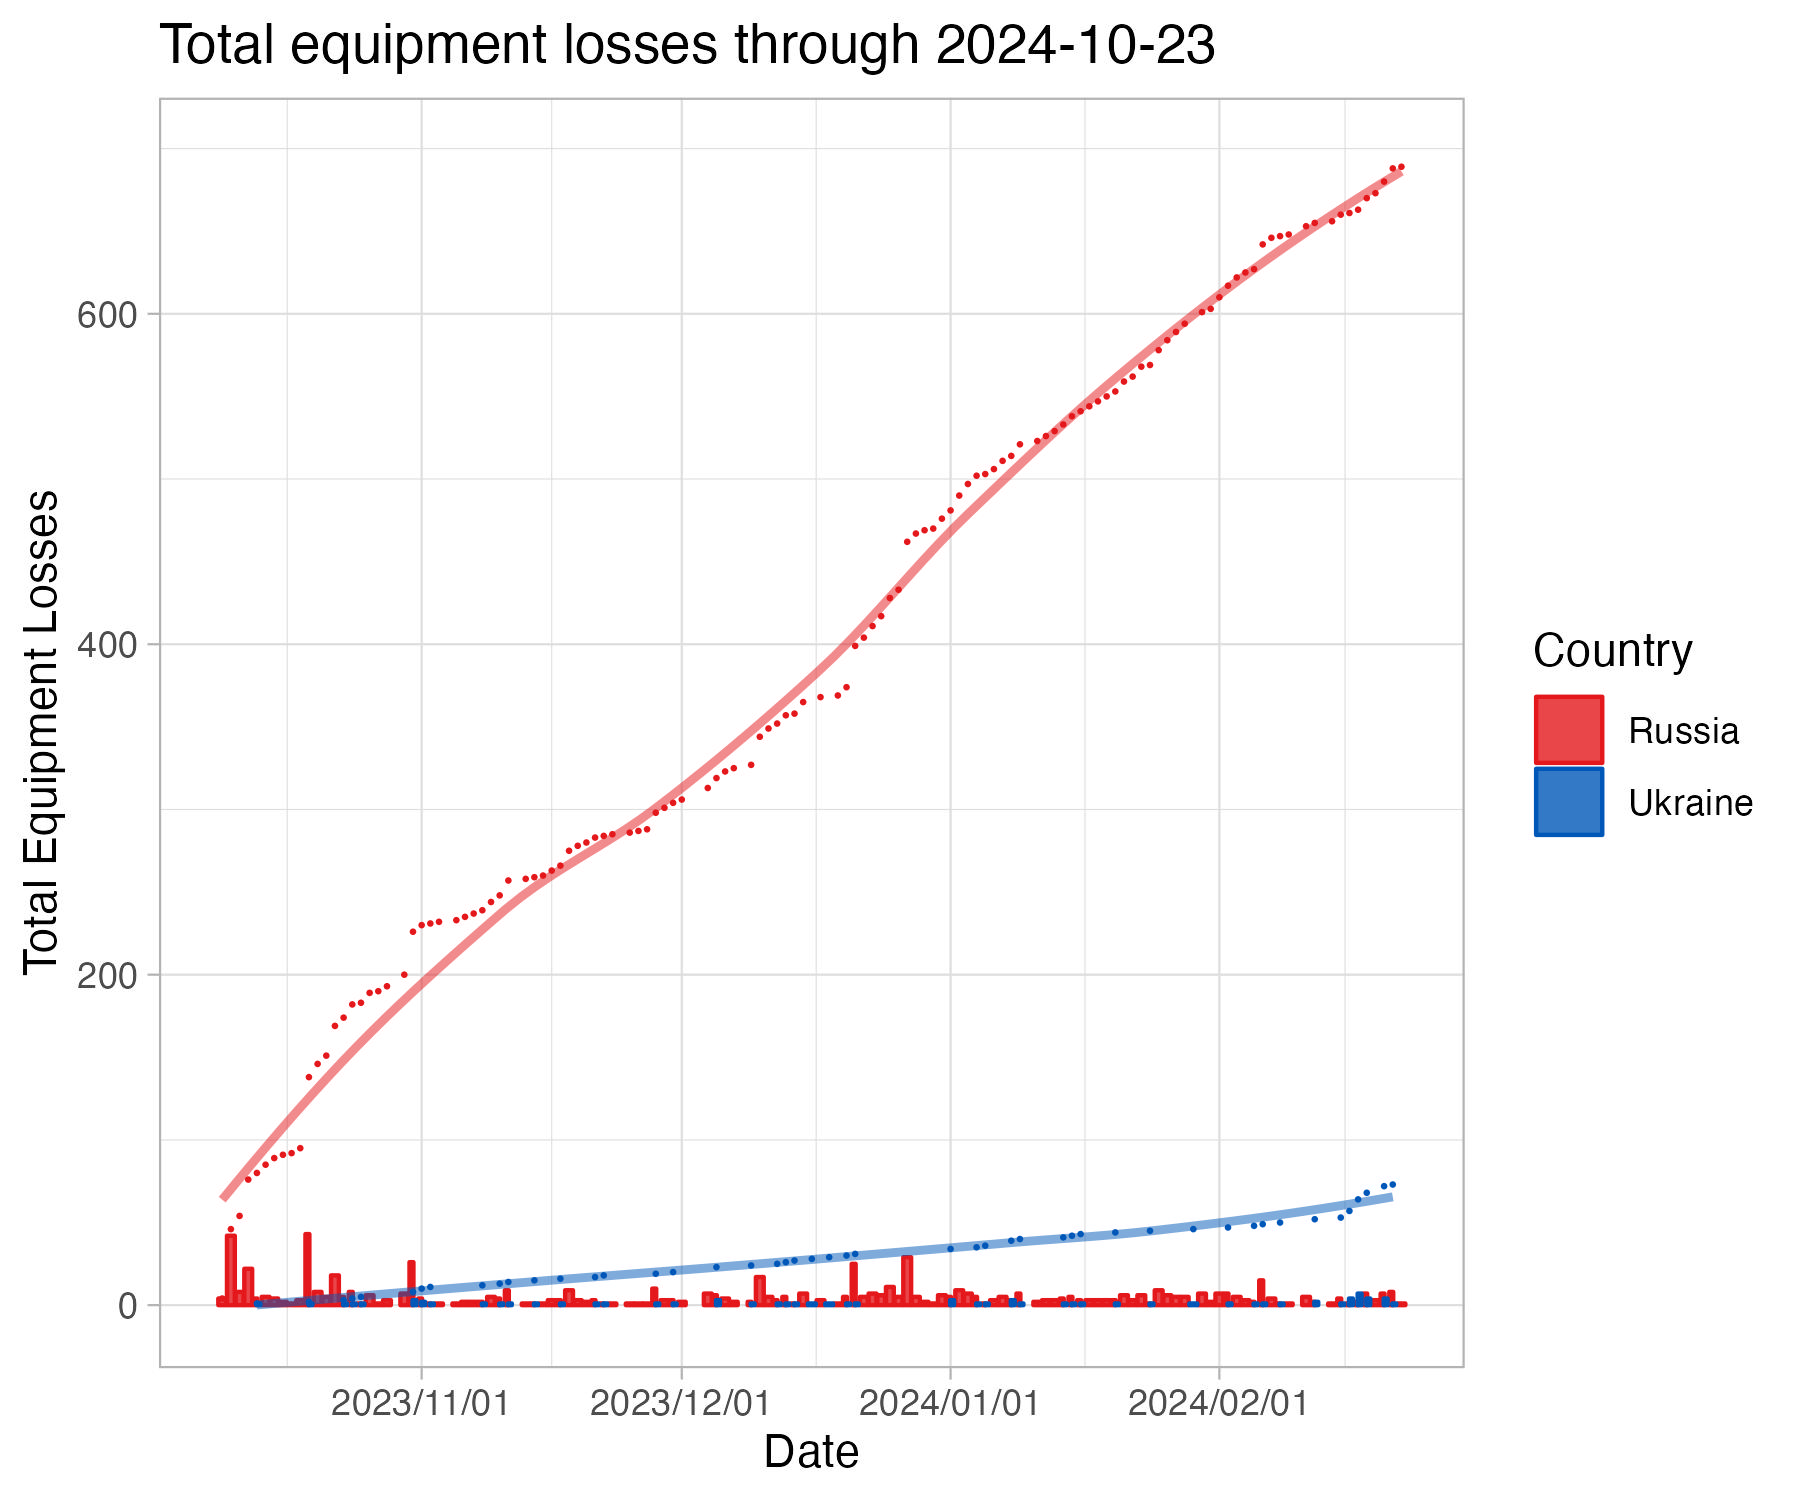 Total equipment losses through 2024-10-23
Total Equipment Losses
600
400
200
0
2023/11/01
2023/12/01
2024/01/01
2024/02/01
Date
Country
Russia
Ukraine